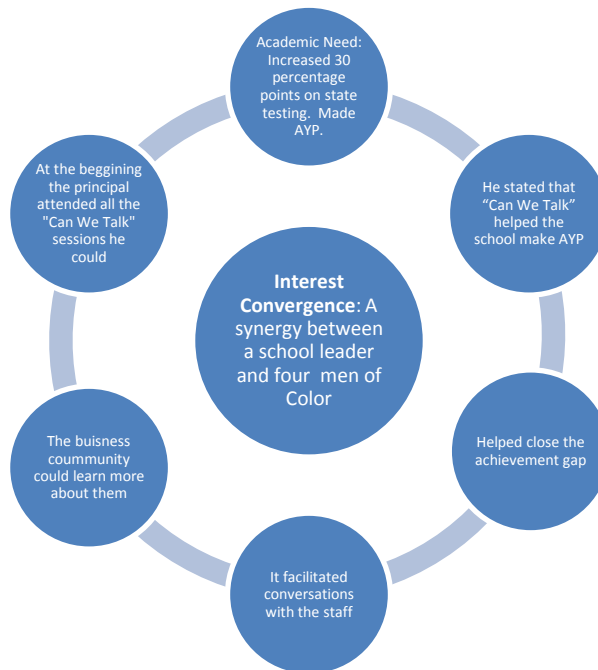 Academic Need:
Increased 30
percentage
points on state
testing.  Made
AYP.
He stated that
“Can We Talk”
helped the
school make AYP
Helped close the
achievement gap
It facilitated
conversations
with the staff
The buisness
coummunity
could learn more
about them
At the beggining
the principal
attended all the
"Can We Talk"
sessions he
could
Interest
Convergence: A
synergy between
a school leader
and four  men of
Color